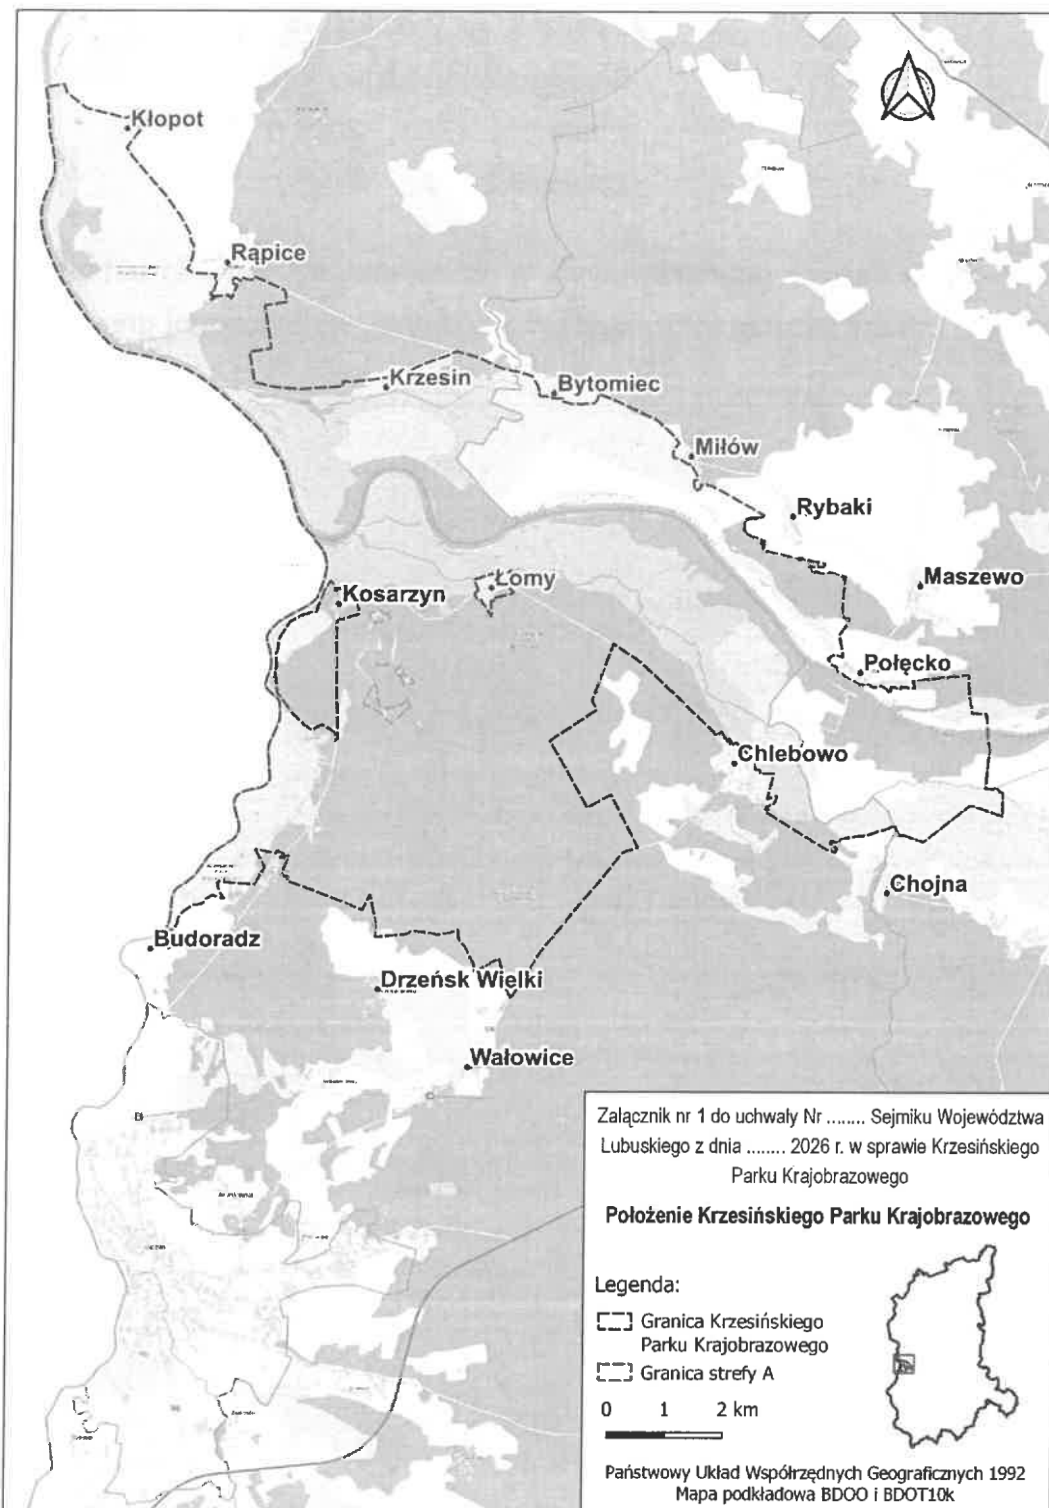 Kłopot
Rąpice
Krzesin
Bytomiec
Miłów
Rybaki
Maszewo
Łomy
Kosarzyn
Połęcko
Chlebowo
Chojna
Budoradz
Drzeńsk Wielki
Wałowice
Załącznik nr 1 do uchwały Nr ........ Sejmiku Województwa
Lubuskiego z dnia ........ 2026 r. w sprawie Krzesińskiego
Parku Krajobrazowego
Położenie Krzesińskiego Parku Krajobrazowego
Legenda:
Granica Krzesińskiego
Parku Krajobrazowego
Granica strefy A
0 1 2 km
Państwowy Układ Współrzędnych Geograficznych 1992
Mapa podkładowa BDOO i BDOT10k